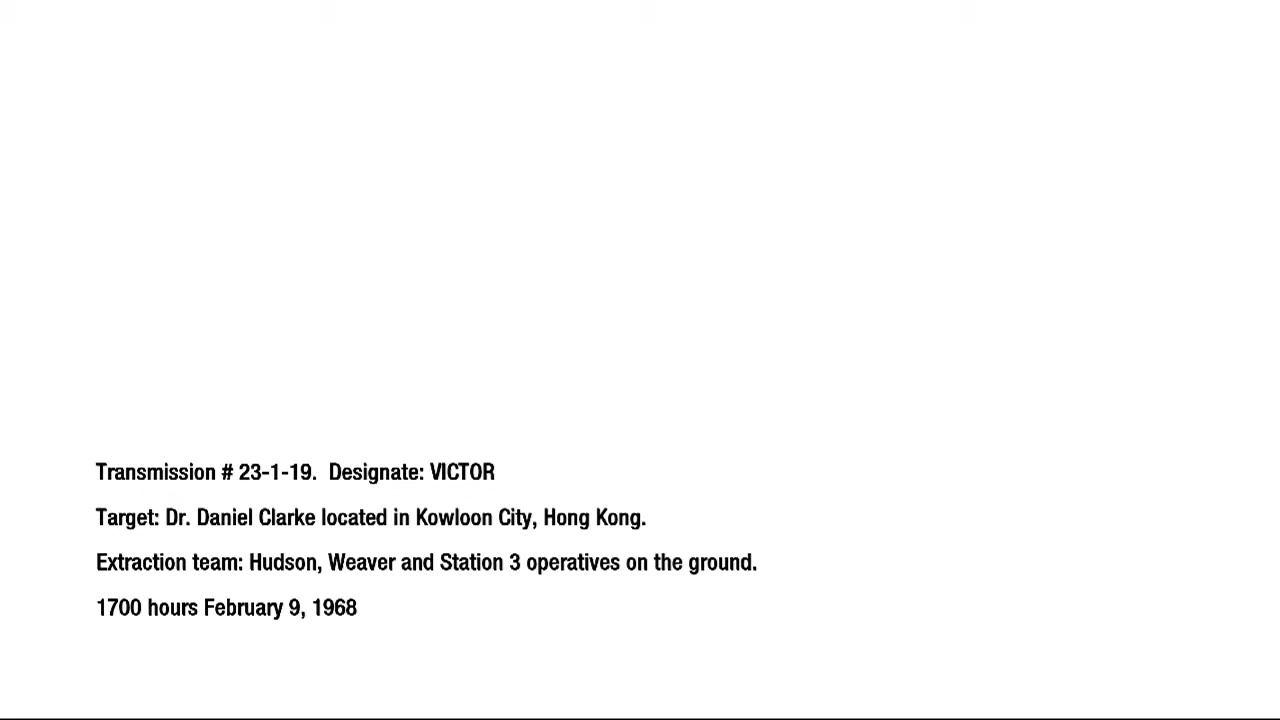 Transmission # 23-1-19.  Designate: VICTOR
Target: Dr. Daniel Clarke located in Kowloon City, Hong Kong.
Extraction team: Hudson, Weaver and Station 3 operatives on the ground.
1700 hours February 9, 1968